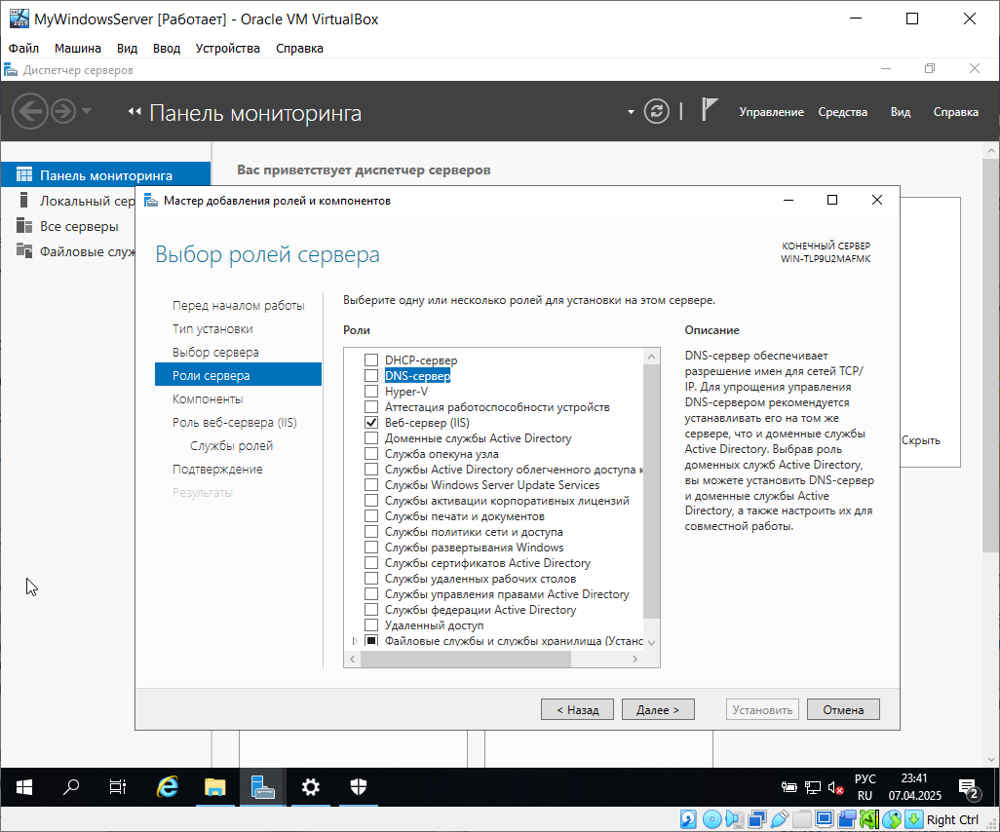 MyWindowsServer [Работает] - Oracle VM VirtualBox
Файл Машина Вид Ввод Устройства Справка
Диспетчер серверов
Панель мониторинга
Управление Средства Вид Справка
Панель мониторинга
Локальный сер
Все серверы
Файловые служ
Вас приветствует диспетчер серверов
Скрыть
Мастер добавления ролей и компонентов
Выбор ролей сервера
КОНЕЧНЫЙ СЕРВЕР
WIN-TLP9U2MAFMK
Перед началом работы
Тип установки
Выбор сервера
Роли сервера
Компоненты
Роль веб-сервера (IIS)
Службы ролей
Подтверждение
Результаты
Выберите одну или несколько ролей для установки на этом сервере.
Роли
DHCP-сервер
DNS-сервер
Hyper-V
Аттестация работоспособности устройств
Веб-сервер (IIS)
Доменные службы Active Directory
Служба опекуна узла
Службы Active Directory облегченного доступа к
Службы Windows Server Update Services
Службы активации корпоративных лицензий
Службы печати и документов
Службы политики сети и доступа
Службы развертывания Windows
Службы сертификатов Active Directory
Службы удаленных рабочих столов
Службы управления правами Active Directory
Службы федерации Active Directory
Удаленный доступ
Файловые службы и службы хранилища (Устанс
Описание
DNS-сервер обеспечивает
разрешение имен для сетей TCP/
IP. Для упрощения управления
DNS-сервером рекомендуется
устанавливать его на том же
сервере, что и доменные службы
Active Directory. Выбрав роль
доменных служб Active Directory,
вы можете установить DNS-сервер
и доменные службы Active
Directory, а также настроить их для
совместной работы.
< Назад Далее > Установить Отмена
РУС
RU
23:41
07.04.2025
2
Right Ctrl